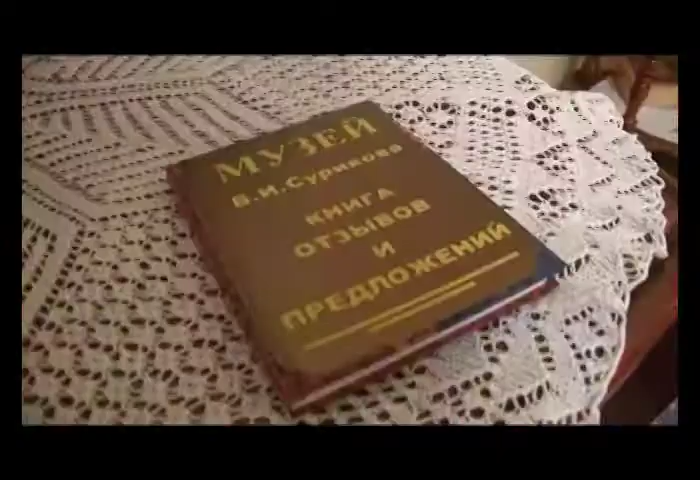 МУЗЕЙ
В.И.Сурикова
КНИГА
ОТЗЫВОВ
И
ПРЕДЛОЖЕНИЙ